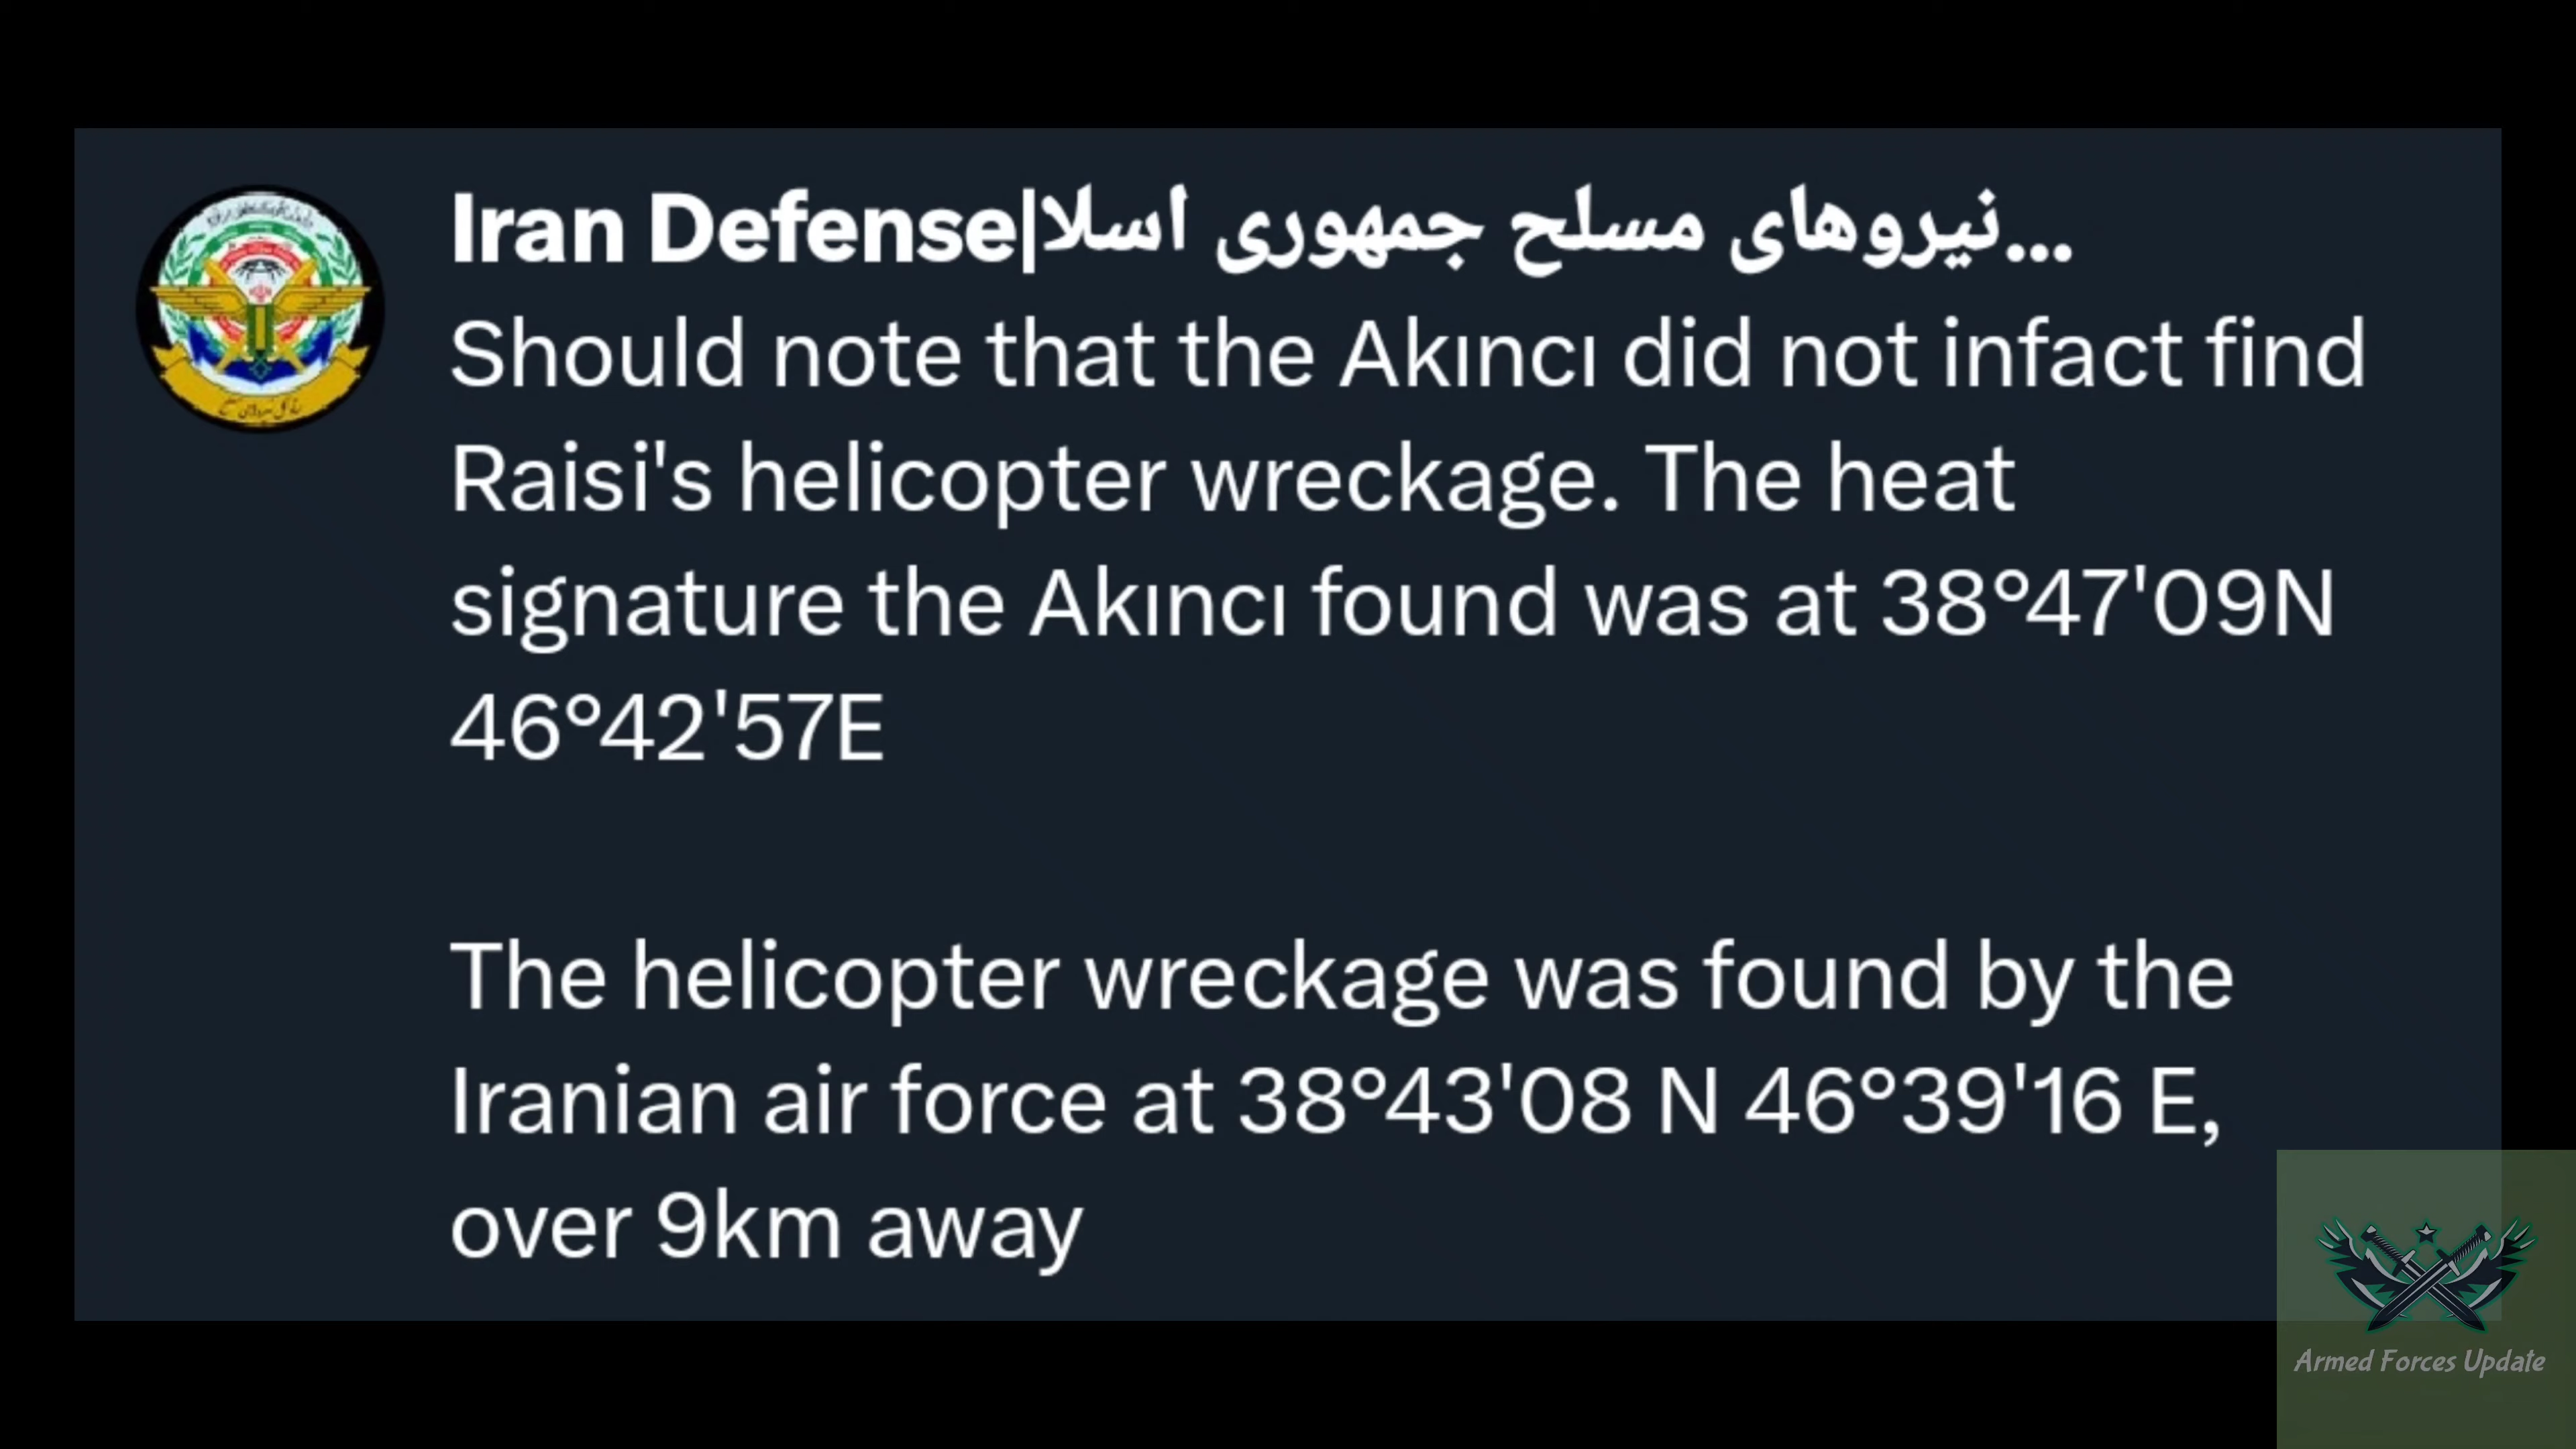 Iran Defense|نیروهای مسلح جمهوری اسلا...
Should note that the Akıncı did not infact find
Raisi's helicopter wreckage. The heat
signature the Akıncı found was at 38°47'09N
46°42'57E
The helicopter wreckage was found by the
Iranian air force at 38°43'08 N 46°39'16 E,
over 9km away
Armed Forces Update